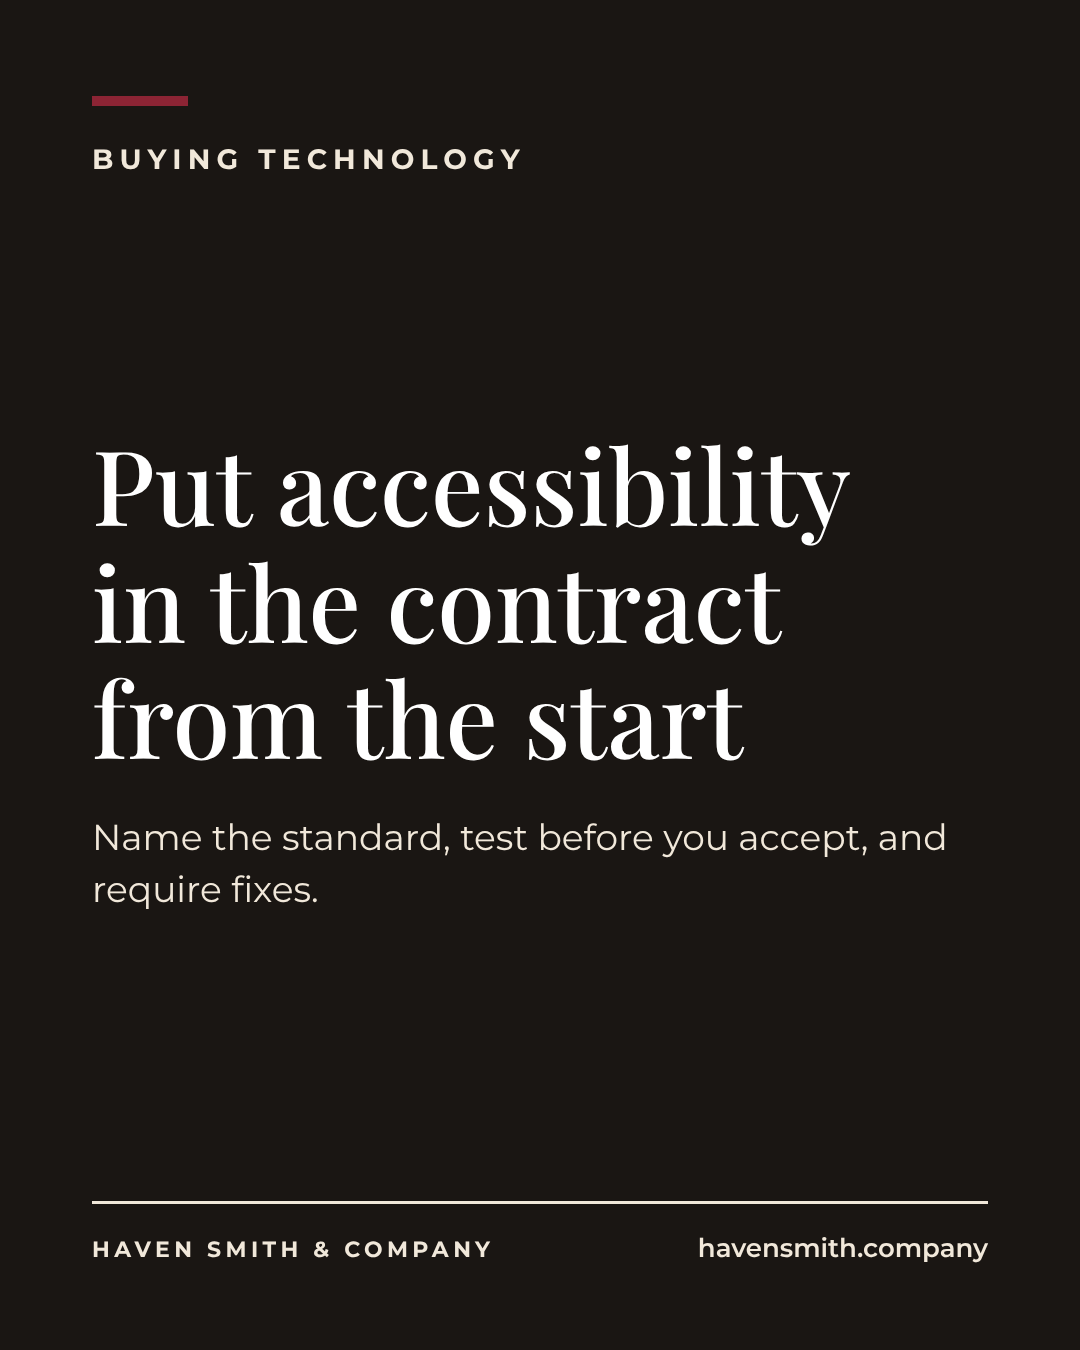 BUYING TECHNOLOGY
Put accessibility
in the contract
from the start
Name the standard, test before you accept, and
require fixes.
HAVEN SMITH & COMPANY
havensmith.company